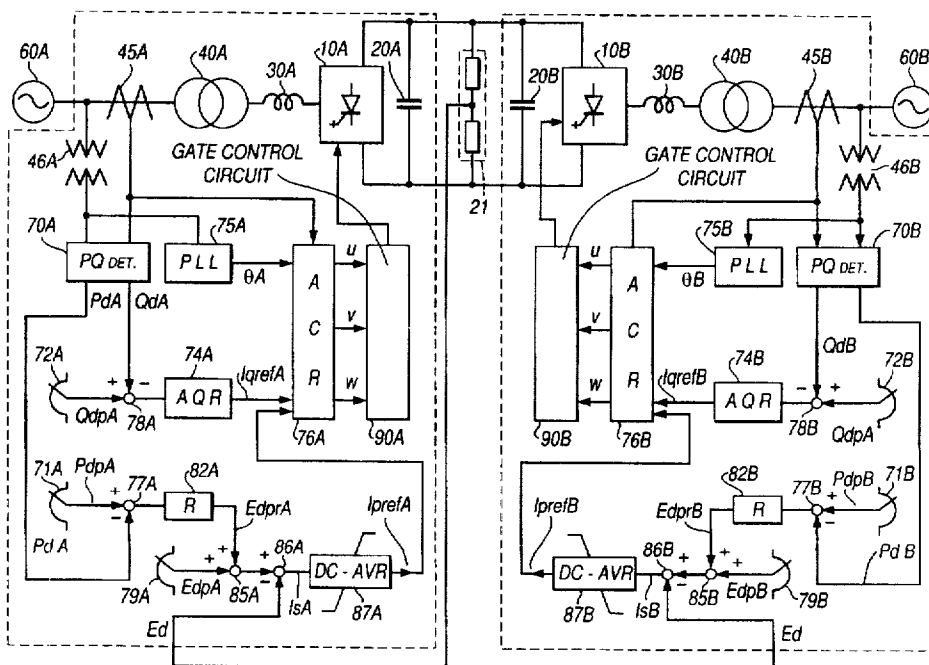 60A
45A
40A
30A
10A
20A
20B
10B
30B
40B
45B
60B
46A
GATE CONTROL
CIRCUIT
21
GATE CONTROL
CIRCUIT
46B
70A
PQ DET.
75A
PLL
θA
A
C
R
u
v
w
u
v
w
A
C
R
75B
PLL
θB
70B
PQ DET.
PdA
QdA
QdB
72A
QdpA
+
-
78A
74A
AQR
IqrefA
76A
90A
90B
76B
IqrefB
74B
AQR
-
+
78B
72B
QdpA
71A
PdpA
+
-
77A
82A
R
EdprA
IprefA
IprefB
EdprB
82B
R
77B
+
-
PdpB
71B
Pd A
Pd B
79A
EdpA
+
+
85A
+
-
86A
IsA
DC-AVR
87A
DC-AVR
87B
IsB
86B
+
-
+
+
85B
EdpB
79B
Ed
Ed